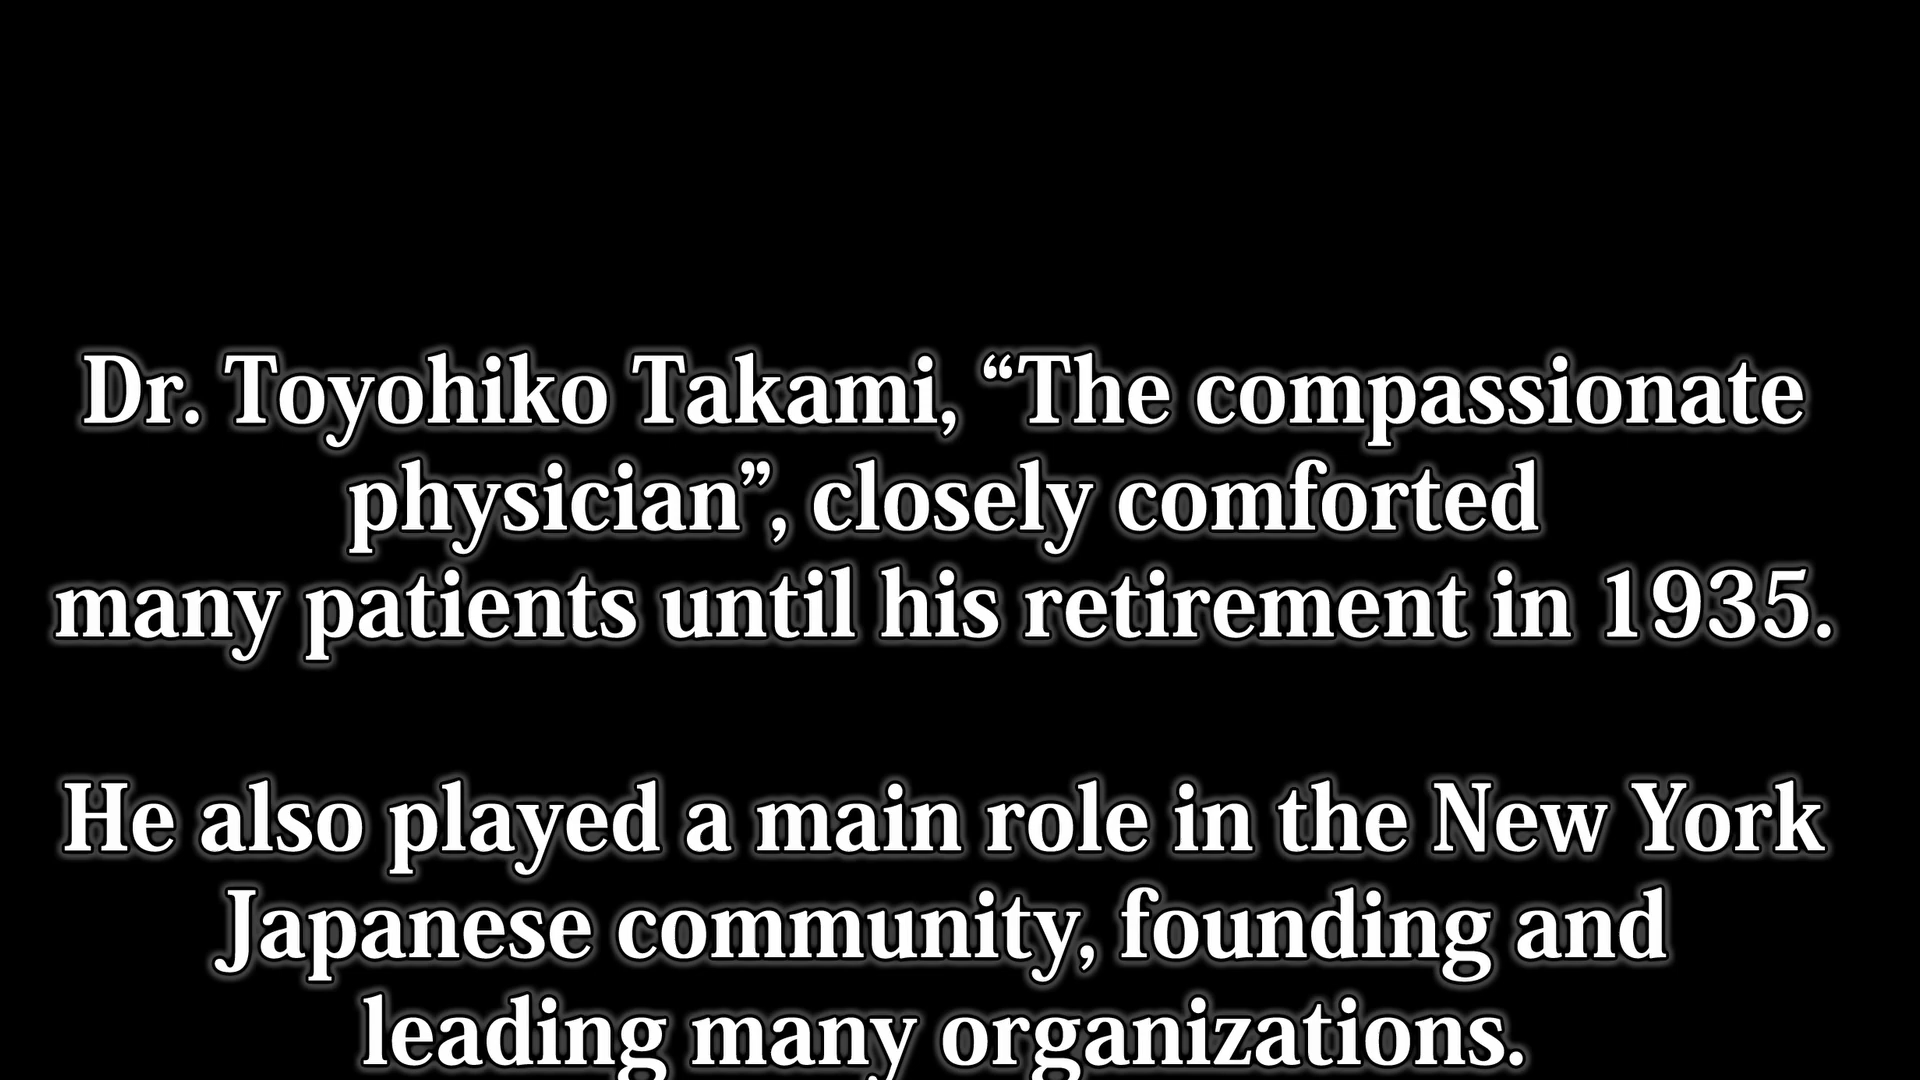 Dr. Toyohiko Takami, “The compassionate
physician”, closely comforted
many patients until his retirement in 1935.
He also played a main role in the New York
Japanese community, founding and
leading many organizations.